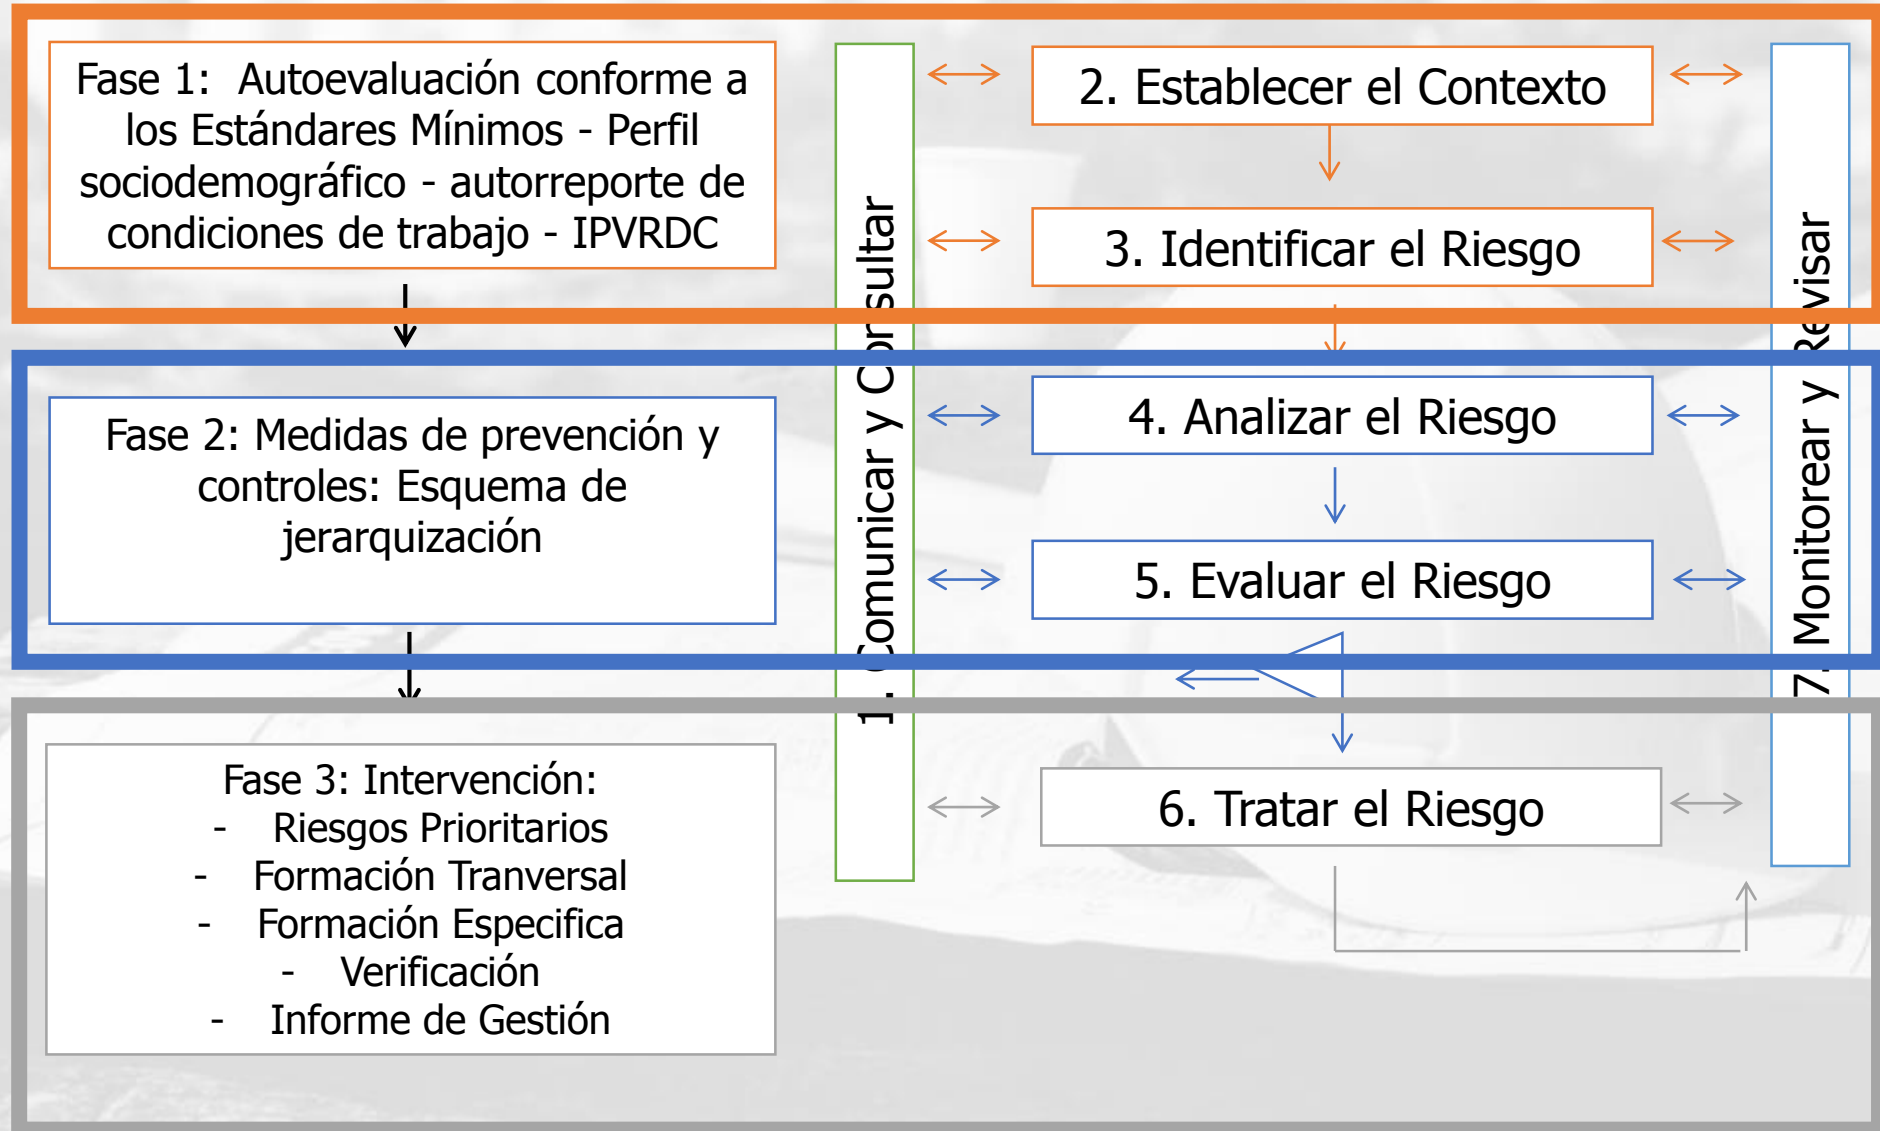 Fase 1:  Autoevaluación conforme a
los Estándares Mínimos - Perfil
sociodemográfico - autorreporte de
condiciones de trabajo - IPVRDC
Fase 2: Medidas de prevención y
controles: Esquema de
jerarquización
Fase 3: Intervención:
- Riesgos Prioritarios
- Formación Tranversal
- Formación Especifica
- Verificación
- Informe de Gestión
1. Comunicar y Consultar
2. Establecer el Contexto
3. Identificar el Riesgo
4. Analizar el Riesgo
5. Evaluar el Riesgo
6. Tratar el Riesgo
7. Monitorear y Revisar